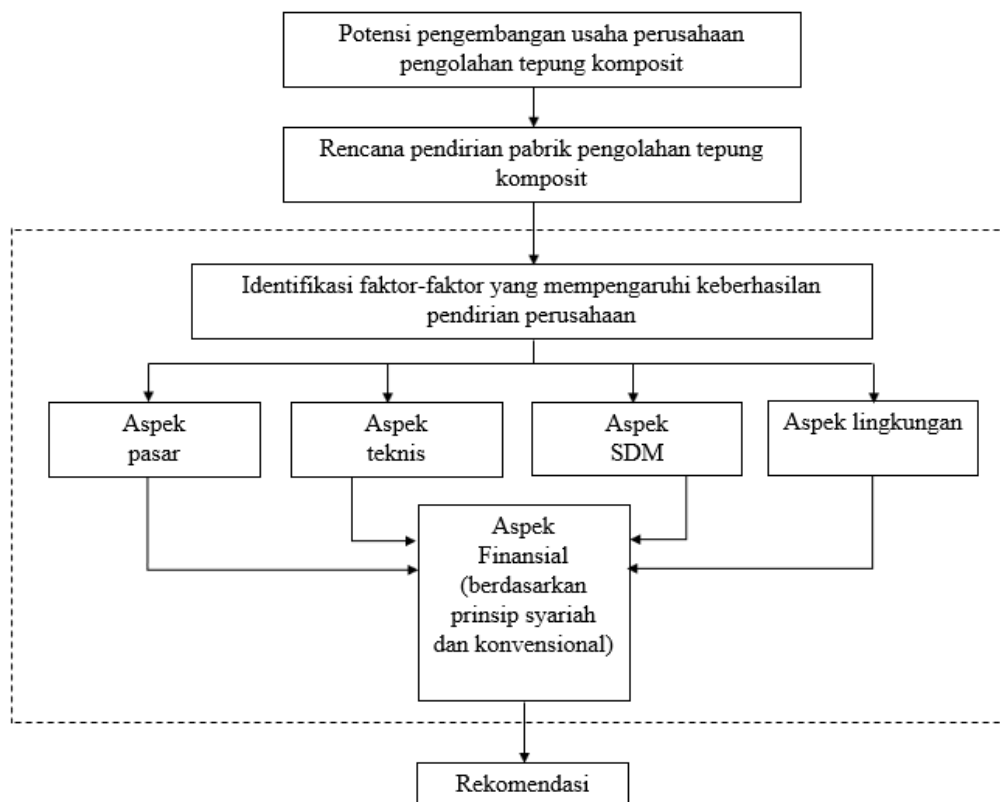 Potensi pengembangan usaha perusahaan
pengolahan tepung komposit
Rencana pendirian pabrik pengolahan tepung
komposit
Identifikasi faktor-faktor yang mempengaruhi keberhasilan
pendirian perusahaan
Aspek
pasar
Aspek
teknis
Aspek
SDM
Aspek lingkungan
Aspek
Finansial
(berdasarkan
prinsip syariah
dan konvensional)
Rekomendasi